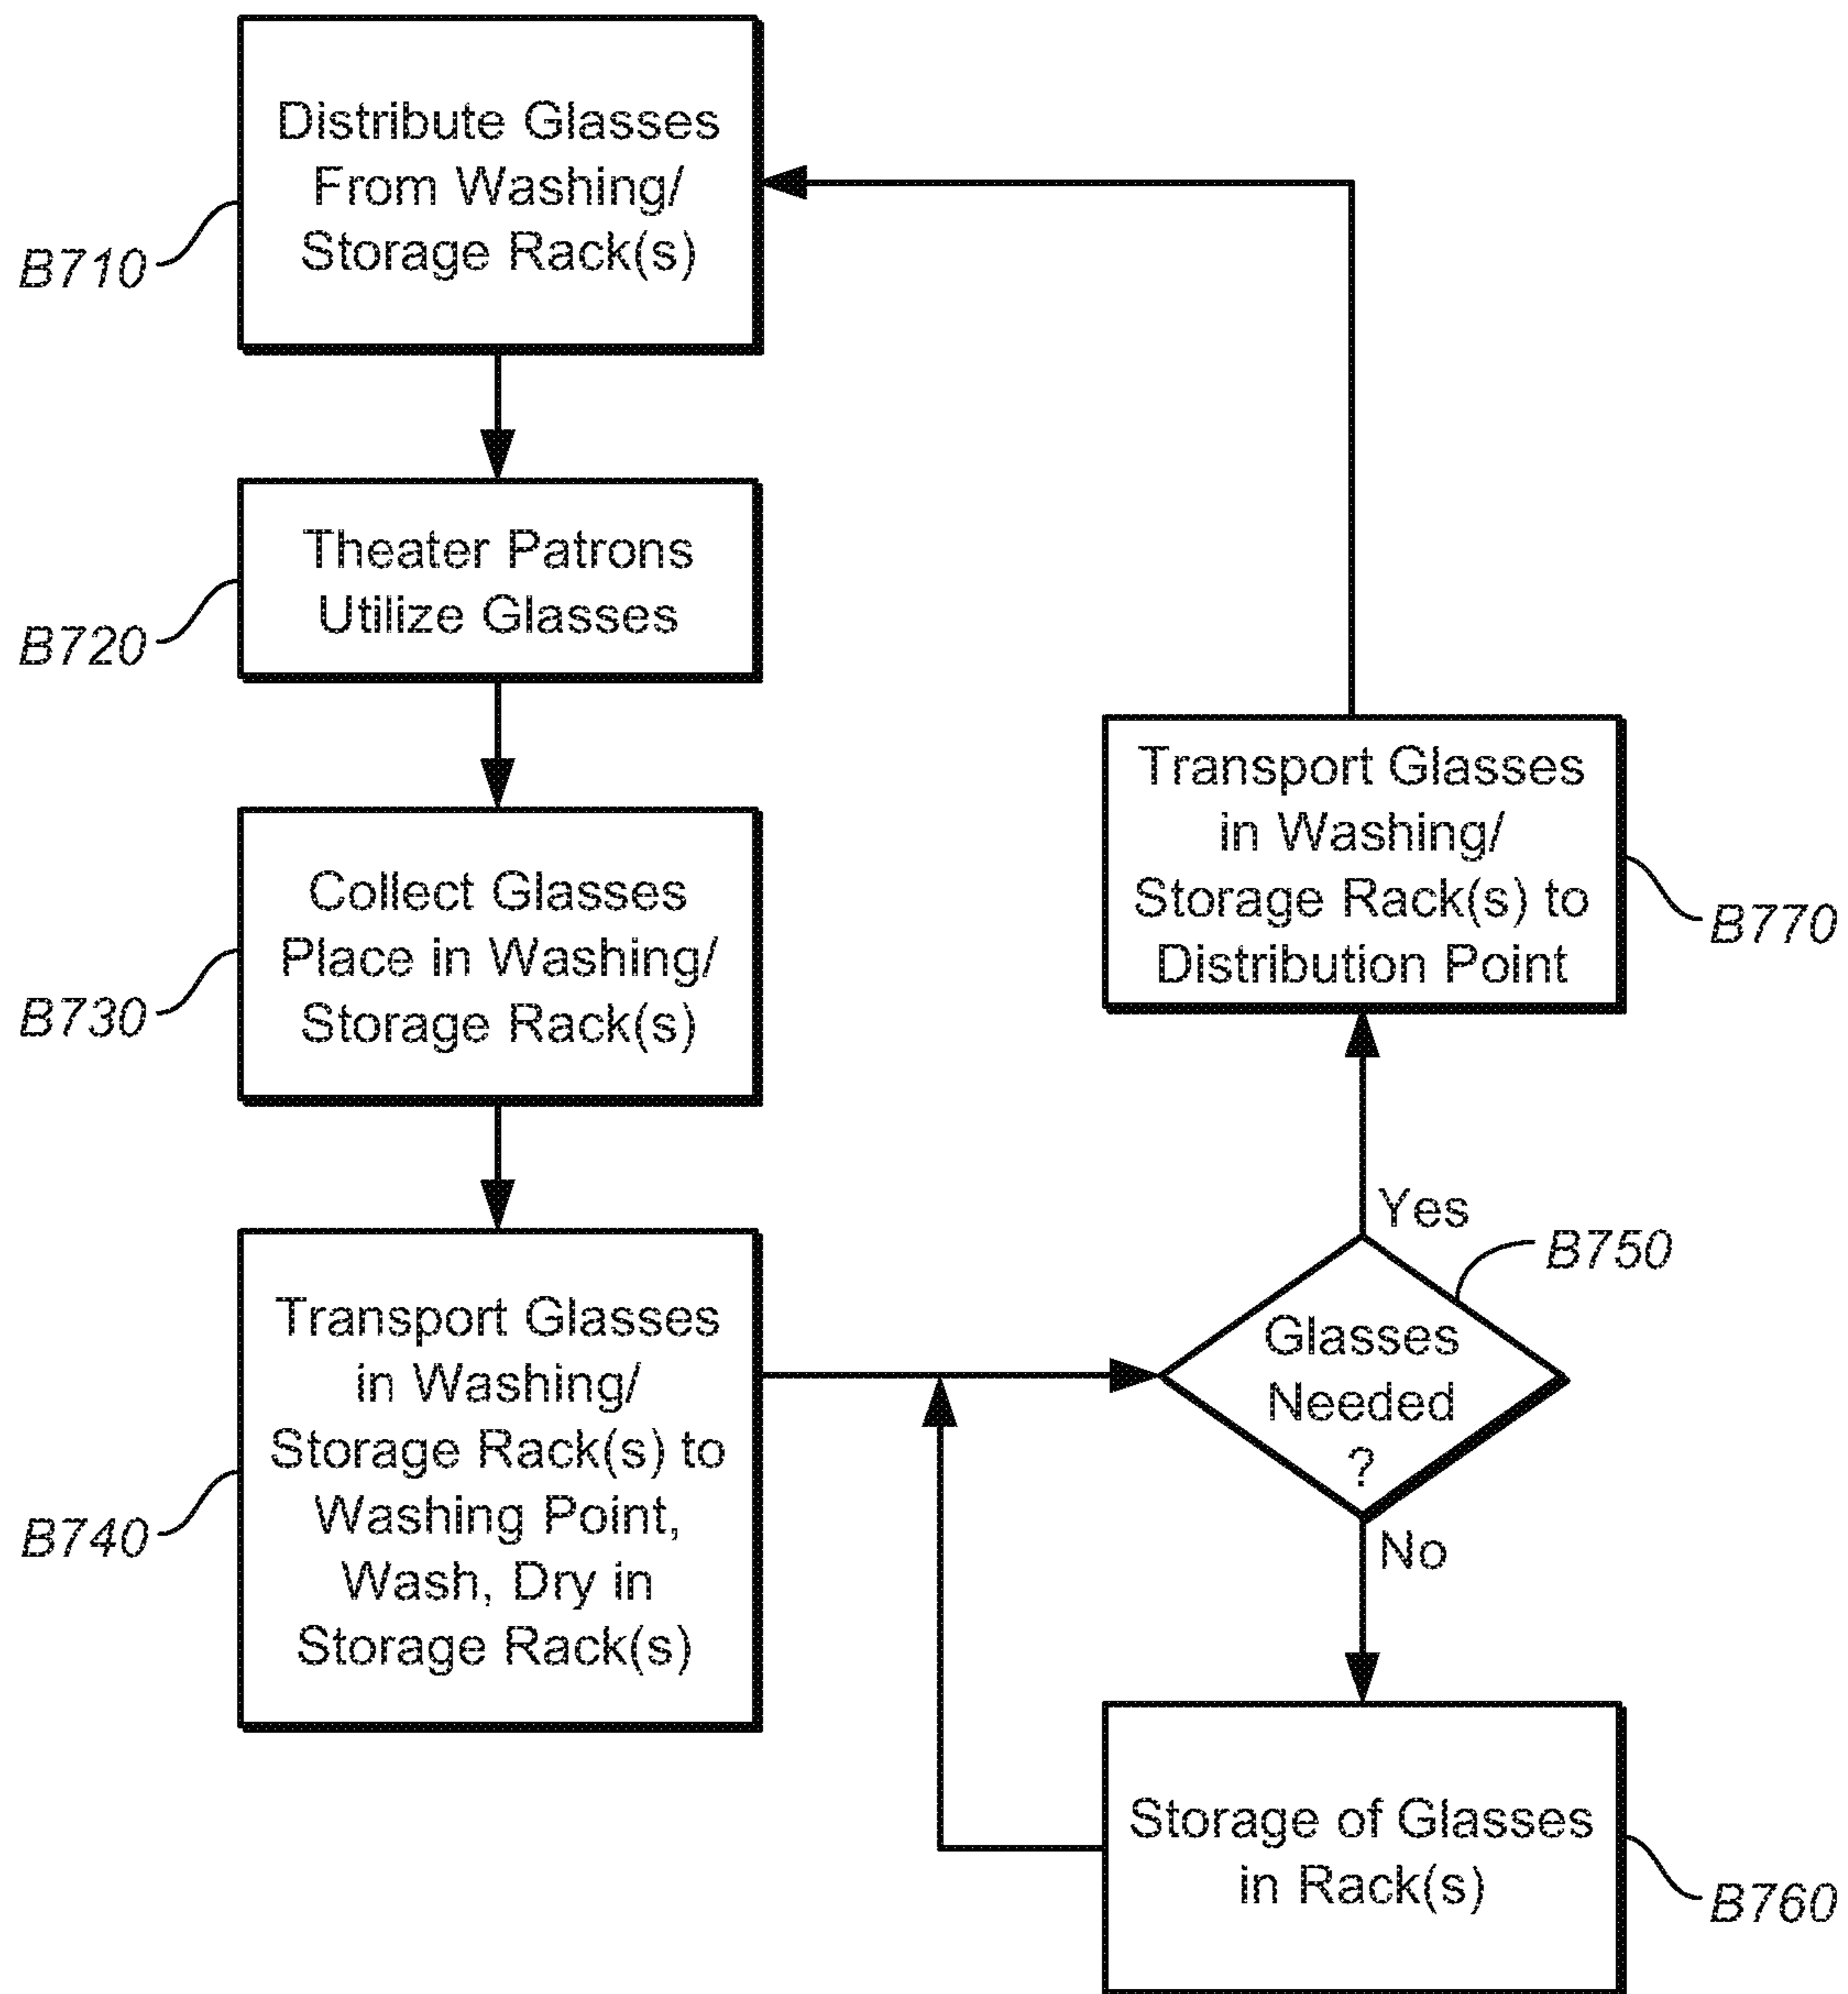 Distribute Glasses
From Washing/
Storage Rack(s)
B710
Theater Patrons
Utilize Glasses
B720
Collect Glasses
Place in Washing/
Storage Rack(s)
B730
Transport Glasses
in Washing/
Storage Rack(s) to
Washing Point,
Wash, Dry in
Storage Rack(s)
B740
Glasses
Needed
?
B750
Yes
No
Storage of Glasses
in Rack(s)
B760
Transport Glasses
in Washing/
Storage Rack(s) to
Distribution Point
B770